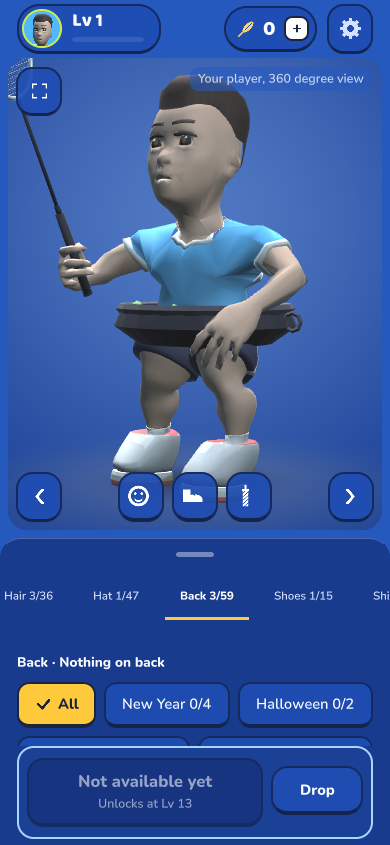 Lv 1
0
+
Your player, 360 degree view
Hair 3/36
Hat 1/47
Back 3/59
Shoes 1/15
Shi
Back · Nothing on back
All
New Year 0/4
Halloween 0/2
Not available yet
Unlocks at Lv 13
Drop